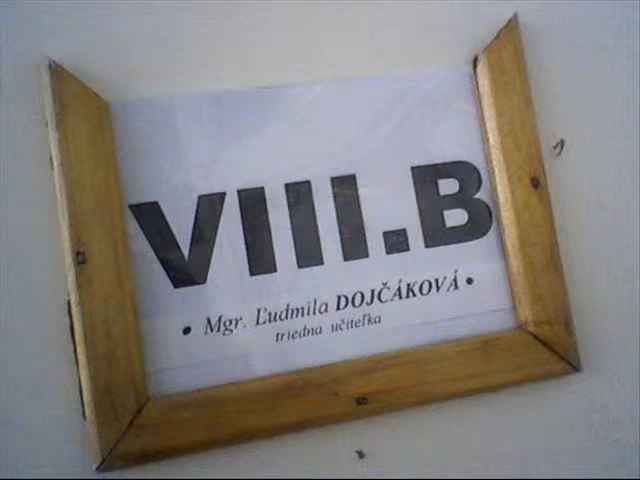 VIII.B
• Mgr. Ľudmila DOJČÁKOVÁ •
triedna učiteľka